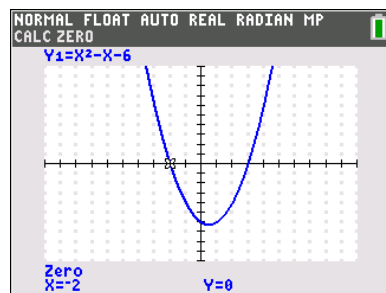 NORMAL FLOAT AUTO REAL RADIAN MP
CALC ZERO
Y1=X²-X-6
Zero
X=-2 Y=0